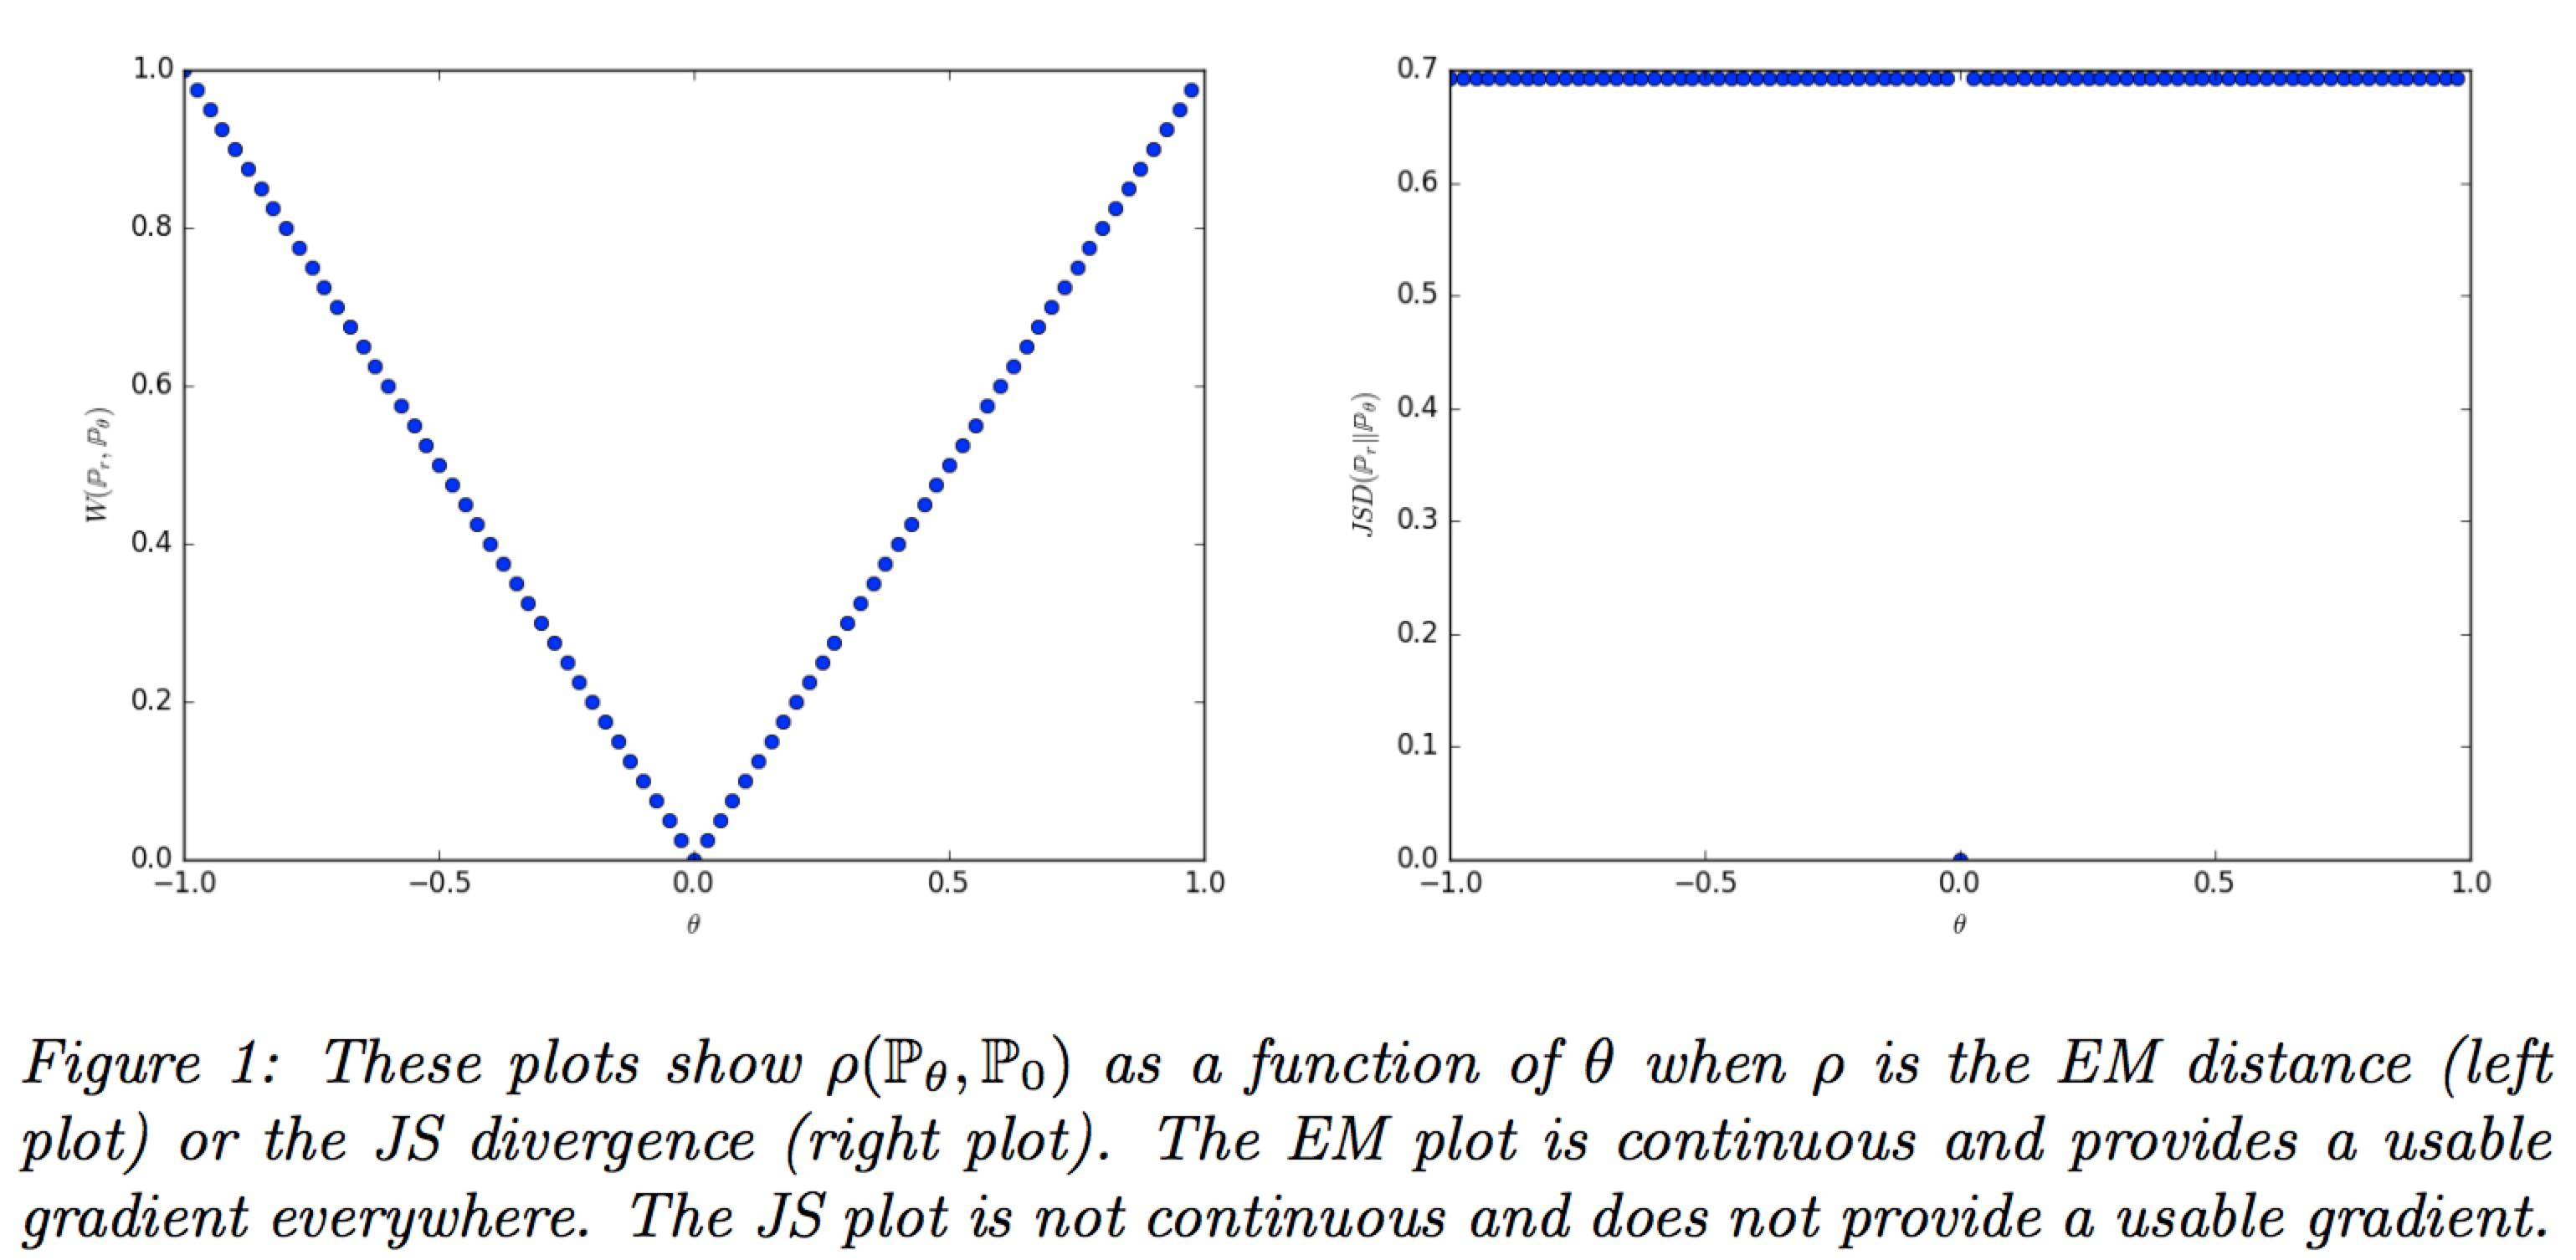 1.0
0.8
0.6
0.4
0.2
0.0
−1.0 −0.5 0.0 0.5 1.0
θ
W(ℙr, ℙθ)
0.7
0.6
0.5
0.4
0.3
0.2
0.1
0.0
−1.0 −0.5 0.0 0.5 1.0
θ
JSD(ℙr||ℙθ)
Figure 1: These plots show ρ(ℙθ, ℙ0) as a function of θ when ρ is the EM distance (left
plot) or the JS divergence (right plot). The EM plot is continuous and provides a usable
gradient everywhere. The JS plot is not continuous and does not provide a usable gradient.